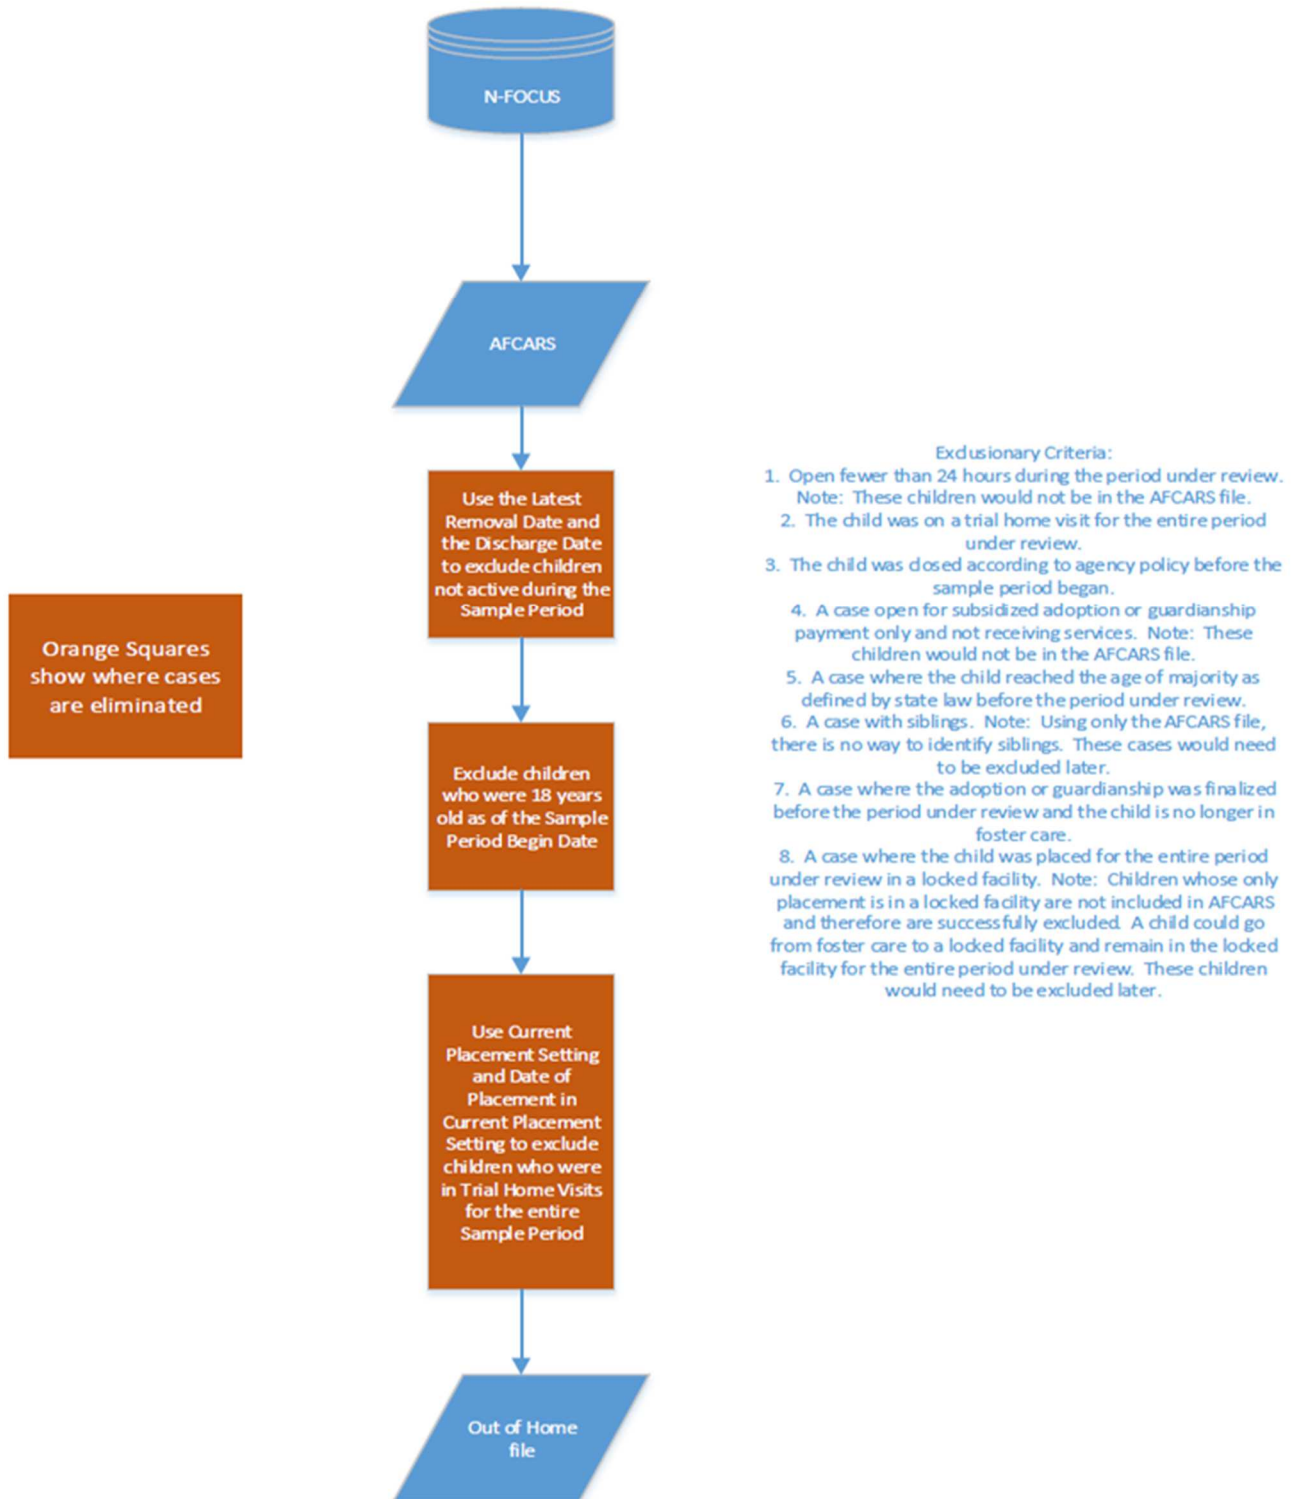 N-FOCUS
AFCARS
Use the Latest
Removal Date and
the Discharge Date
to exclude children
not active during the
Sample Period
Orange Squares
show where cases
are eliminated
Exclude children
who were 18 years
old as of the Sample
Period Begin Date
Use Current
Placement Setting
and Date of
Placement in
Current Placement
Setting to exclude
children who were
in Trial Home Visits
for the entire
Sample Period
Out of Home
file
Exclusionary Criteria:
1. Open fewer than 24 hours during the period under review.
Note: These children would not be in the AFCARS file.
2. The child was on a trial home visit for the entire period
under review.
3. The child was closed according to agency policy before the
sample period began.
4. A case open for subsidized adoption or guardianship
payment only and not receiving services. Note: These
children would not be in the AFCARS file.
5. A case where the child reached the age of majority as
defined by state law before the period under review.
6. A case with siblings. Note: Using only the AFCARS file,
there is no way to identify siblings. These cases would need
to be excluded later.
7. A case where the adoption or guardianship was finalized
before the period under review and the child is no longer in
foster care.
8. A case where the child was placed for the entire period
under review in a locked facility. Note: Children whose only
placement is in a locked facility are not included in AFCARS
and therefore are successfully excluded. A child could go
from foster care to a locked facility and remain in the locked
facility for the entire period under review. These children
would need to be excluded later.